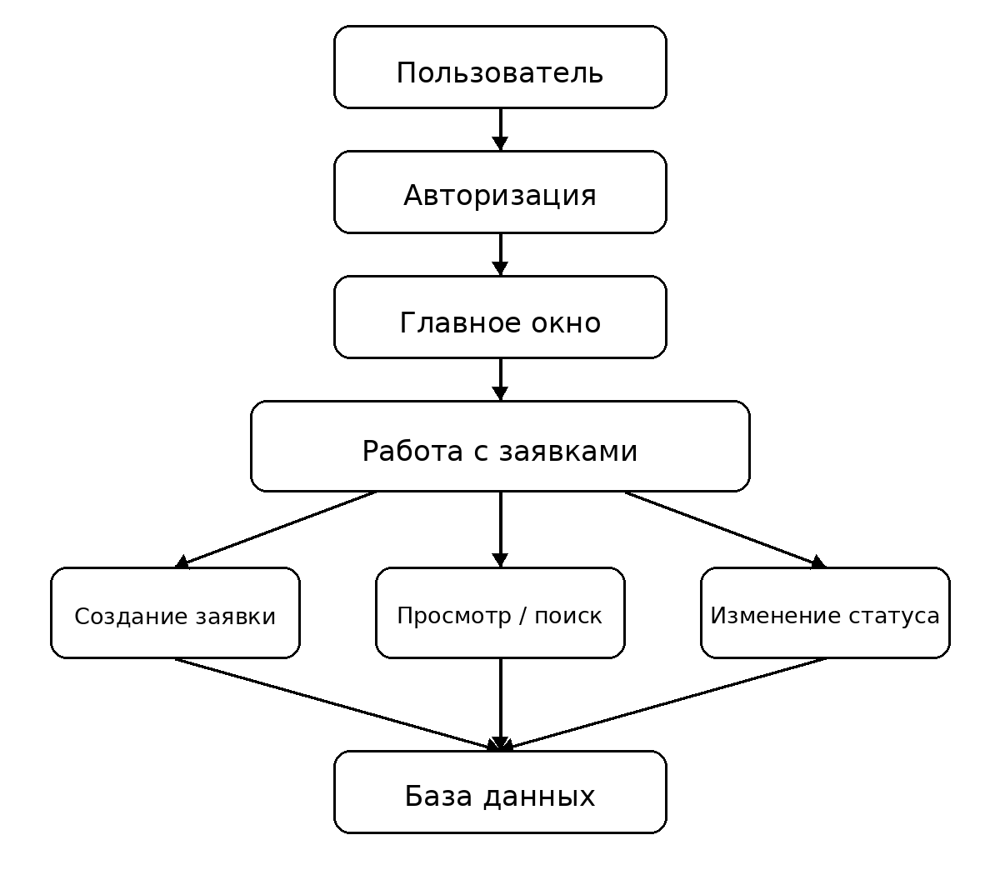 Пользователь
Авторизация
Главное окно
Работа с заявками
Создание заявки
Просмотр / поиск
Изменение статуса
База данных